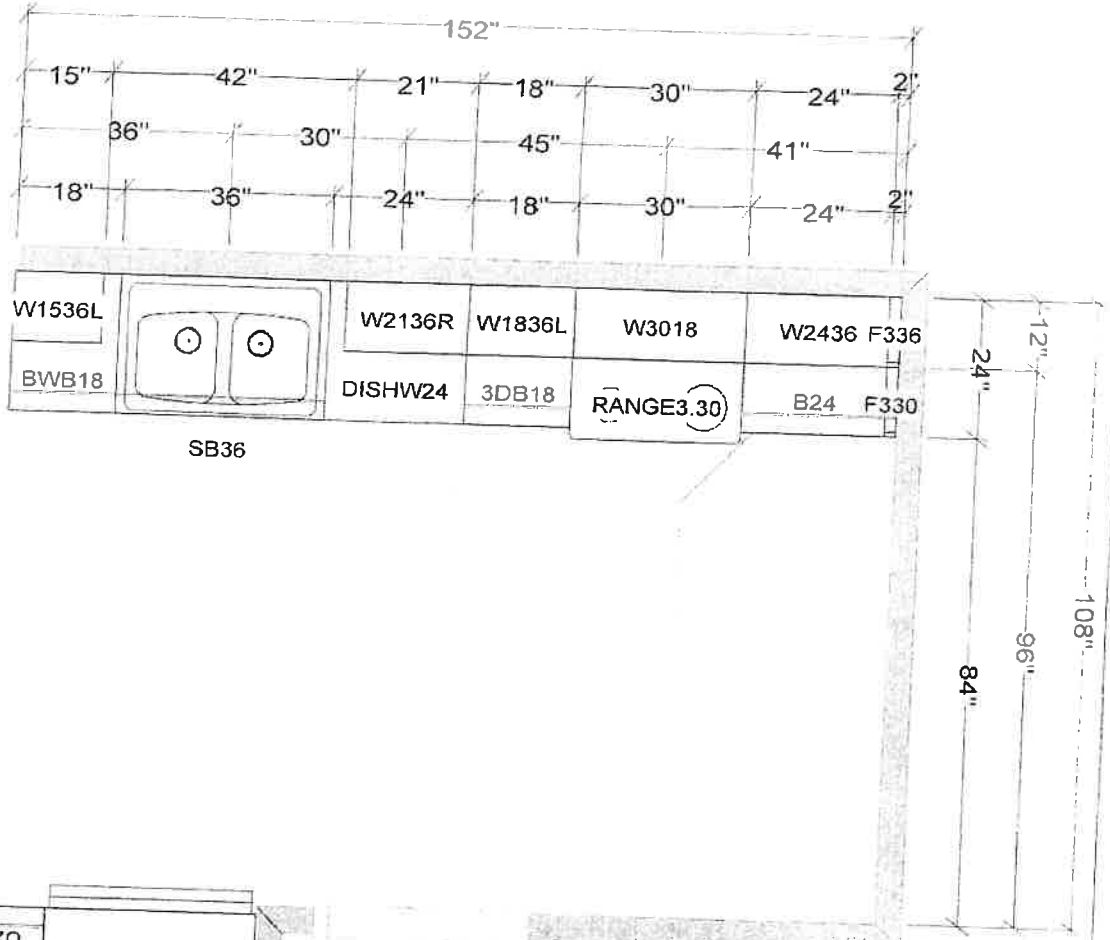 152"
15" 42" 21" 18" 30" 24" 2"
36" 30" 45" 41"
18" 36" 24" 18" 30" 24" 2"
W1536L W2136R W1836L W3018 W2436 F336
BWB18 DISHW24 3DB18 RANGE3.30 B24 F330
SB36
24" 12"
84" 96" 108"